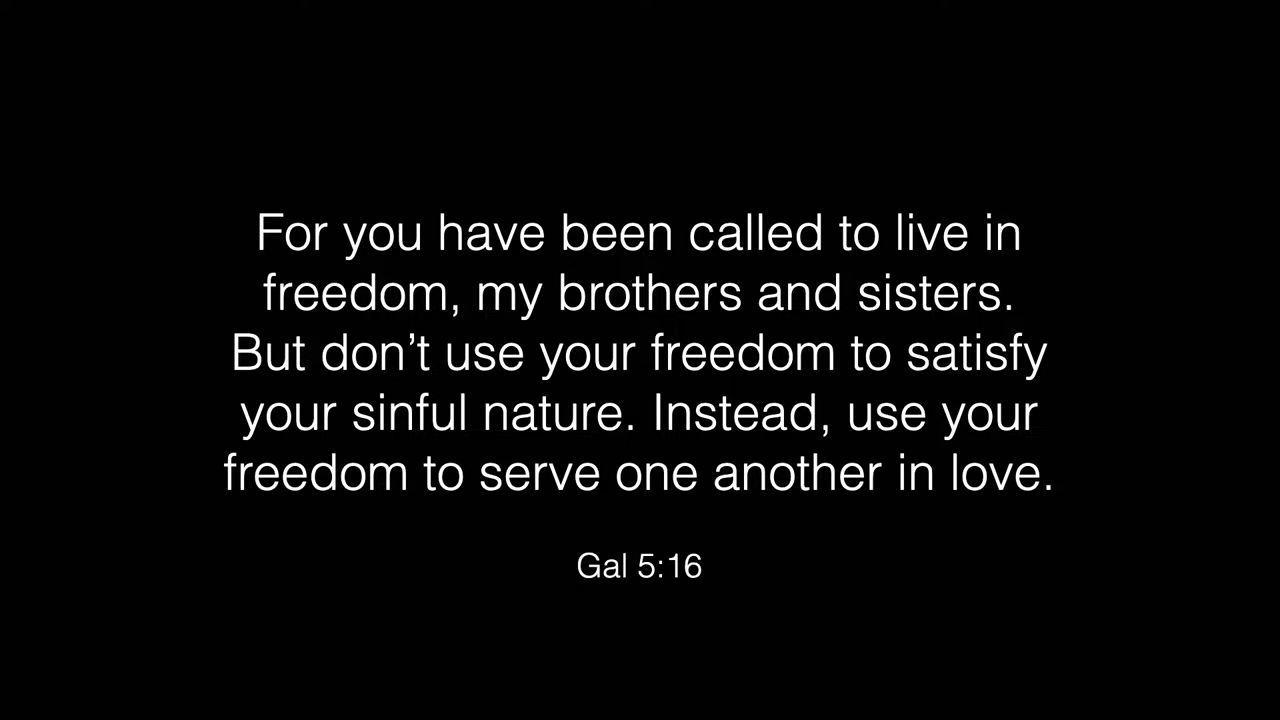 For you have been called to live in
freedom, my brothers and sisters.
But don’t use your freedom to satisfy
your sinful nature. Instead, use your
freedom to serve one another in love.
Gal 5:16